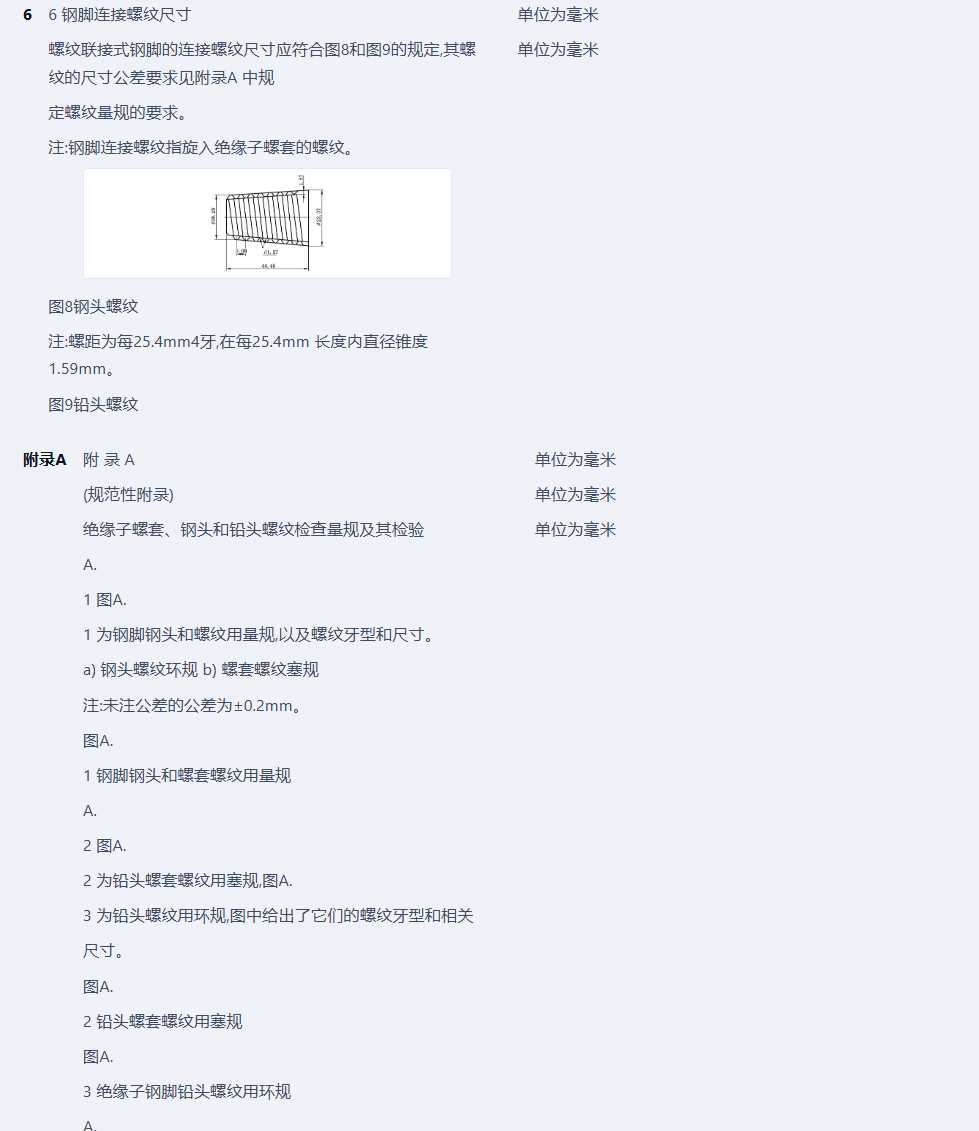 6 6 钢脚连接螺纹尺寸 单位为毫米
螺纹联接式钢脚的连接螺纹尺寸应符合图8和图9的规定,其螺 单位为毫米
纹的尺寸公差要求见附录A 中规
定螺纹量规的要求。
注:钢脚连接螺纹指旋入绝缘子螺套的螺纹。
44.45
图8钢头螺纹
注:螺距为每25.4mm4牙,在每25.4mm 长度内直径锥度
1.59mm。
图9铅头螺纹
附录A 附 录 A 单位为毫米
(规范性附录) 单位为毫米
绝缘子螺套、钢头和铅头螺纹检查量规及其检验 单位为毫米
A.
1 图A.
1 为钢脚钢头和螺纹用量规,以及螺纹牙型和尺寸。
a) 钢头螺纹环规 b) 螺套螺纹塞规
注:未注公差的公差为±0.2mm。
图A.
1 钢脚钢头和螺套螺纹用量规
A.
2 图A.
2 为铅头螺套螺纹用塞规,图A.
3 为铅头螺纹用环规,图中给出了它们的螺纹牙型和相关
尺寸。
图A.
2 铅头螺套螺纹用塞规
图A.
3 绝缘子钢脚铅头螺纹用环规
A.